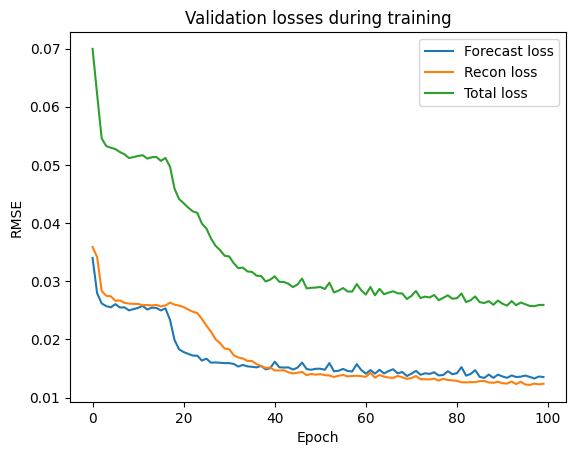 Validation losses during training
0.07
0.06
0.05
0.04
0.03
0.02
0.01
RMSE
Forecast loss
Recon loss
Total loss
0 20 40 60 80 100
Epoch